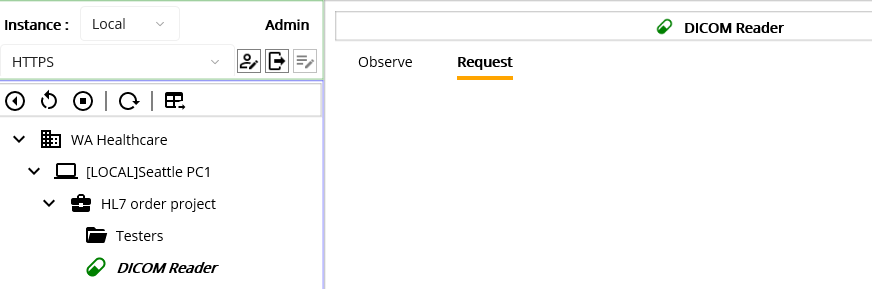 Instance : Local Admin
HTTPS
WA Healthcare
[LOCAL]Seattle PC1
HL7 order project
Testers
DICOM Reader
DICOM Reader
Observe Request